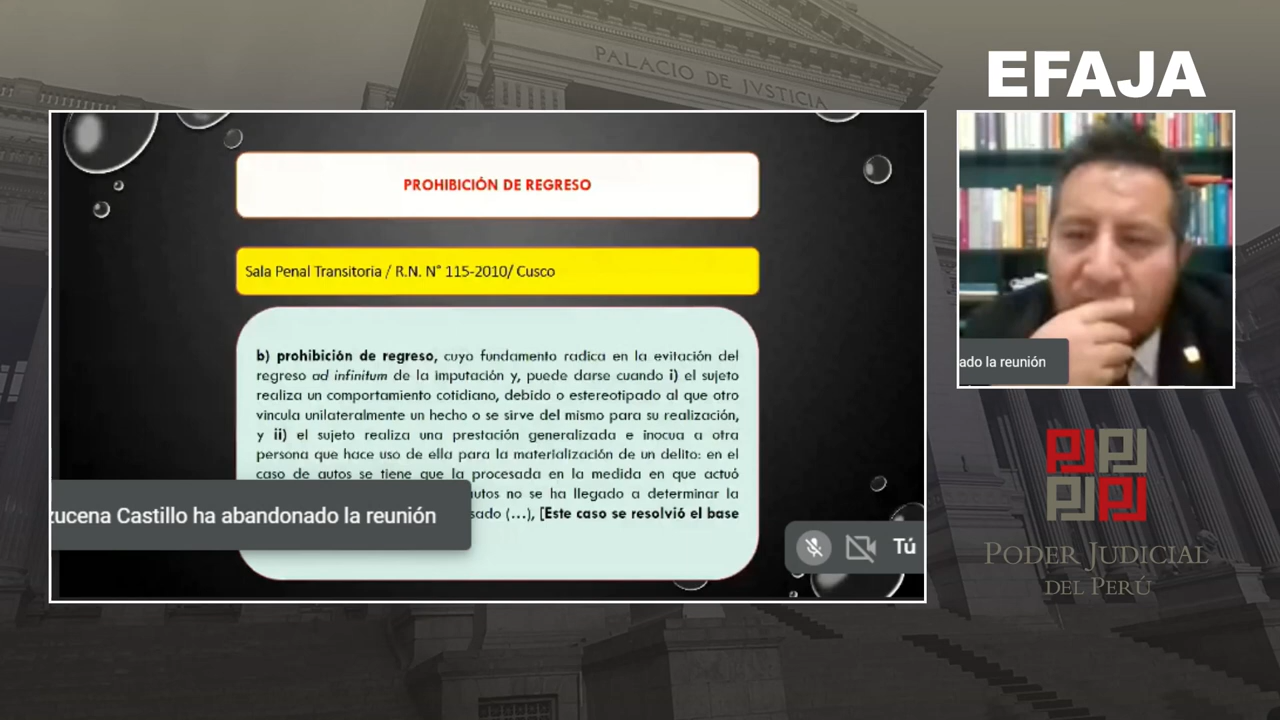 PALACIO DE JVSTICIA
EFAJA
PROHIBICIÓN DE REGRESO
Sala Penal Transitoria / R.N. N° 115-2010/ Cusco
b) prohibición de regreso, cuyo fundamento radica en la evitación del
regreso ad infinitum de la imputación y, puede darse cuando i) el sujeto
realiza un comportamiento cotidiano, debido o estereotipado al que otro
vincula unilateralmente un hecho o se sirve del mismo para su realización,
y ii) el sujeto realiza una prestación generalizada e inocua a otra
persona que hace uso de ella para la materialización de un delito: en el
caso de autos se tiene que la procesada en la medida en que actuó
autos no se ha llegado a determinar la
sado (...), [Este caso se resolvió el base
zucena Castillo ha abandonado la reunión
Tú
ado la reunión
PODER JUDICIAL
DEL PERÚ